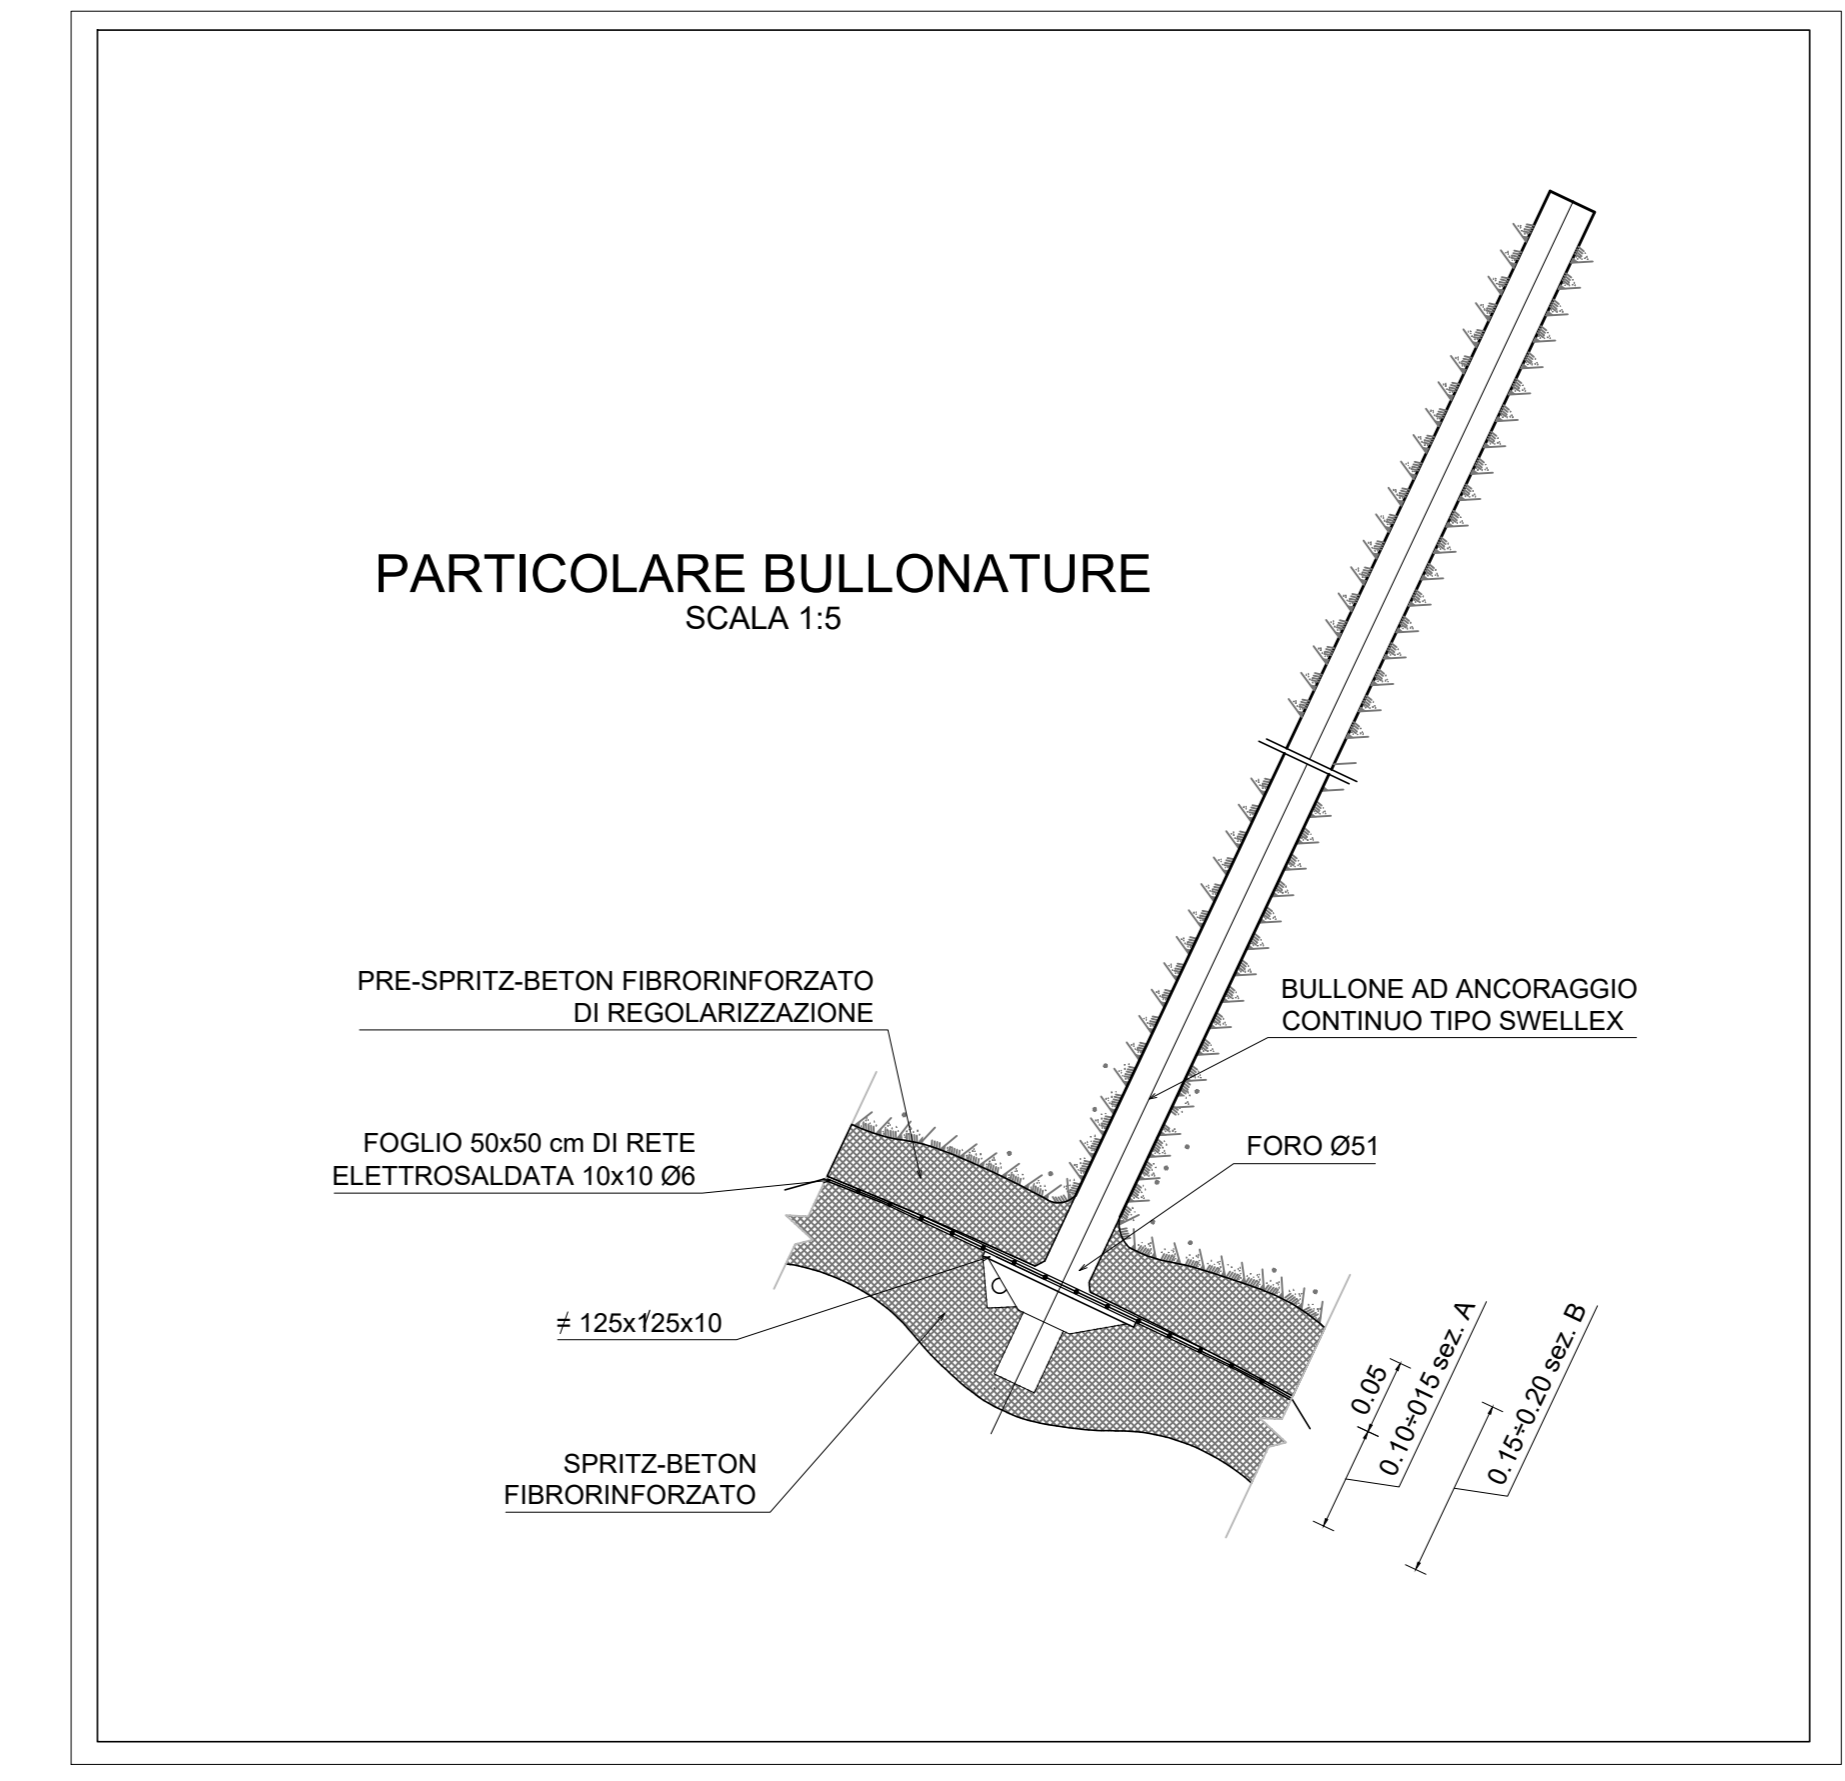 PARTICOLARE BULLONATURE
SCALA 1:5
PRE-SPRITZ-BETON FIBRORINFORZATO
DI REGOLARIZZAZIONE
BULLONE AD ANCORAGGIO
CONTINUO TIPO SWELLEX
FOGLIO 50x50 cm DI RETE
ELETTROSALDATA 10x10 Ø6
FORO Ø51
≠ 125x125x10
SPRITZ-BETON
FIBRORINFORZATO
0.05
0.10÷015 sez. A
0.15÷0.20 sez. B